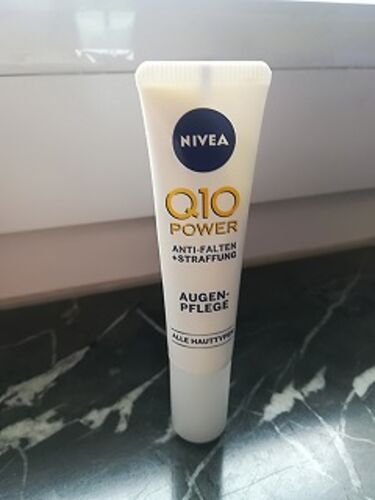 NIVEA
Q10
POWER
ANTI-FALTEN
+STRAFFUNG
AUGEN-
PFLEGE
ALLE HAUTTYPEN